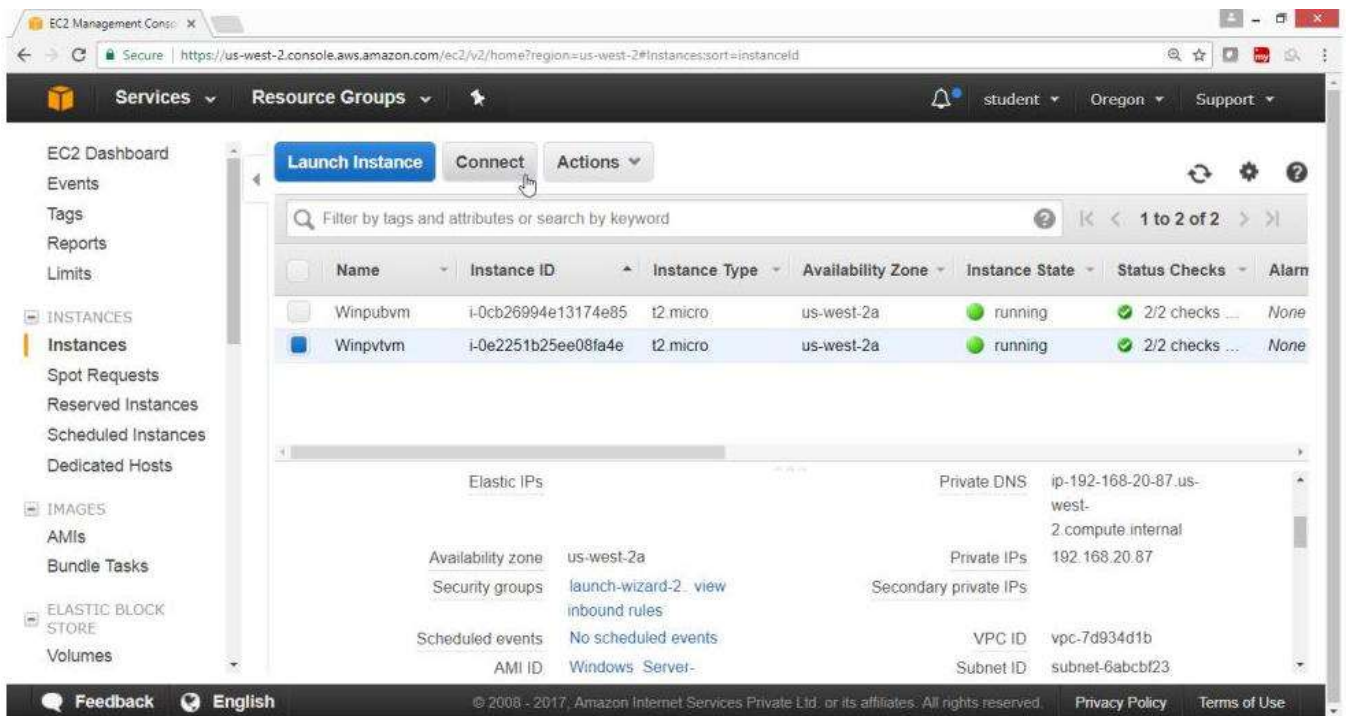 EC2 Management Conso
Secure | https://us-west-2.console.aws.amazon.com/ec2/v2/home?region=us-west-2#Instances:sort=instanceId
Services Resource Groups student Oregon Support
EC2 Dashboard
Events
Tags
Reports
Limits
INSTANCES
Instances
Spot Requests
Reserved Instances
Scheduled Instances
Dedicated Hosts
IMAGES
AMIs
Bundle Tasks
ELASTIC BLOCK
STORE
Volumes
Launch Instance Connect Actions
Filter by tags and attributes or search by keyword 1 to 2 of 2
Name Instance ID Instance Type Availability Zone Instance State Status Checks Alarm
Winpubvm i-0cb26994e13174e85 t2.micro us-west-2a running 2/2 checks ... None
Winpvtvm i-0e2251b25ee08fa4e t2.micro us-west-2a running 2/2 checks ... None
Elastic IPs
Private DNS ip-192-168-20-87.us-
west-
2.compute.internal
Availability zone us-west-2a
Private IPs 192.168.20.87
Security groups launch-wizard-2. view
inbound rules
Secondary private IPs
Scheduled events No scheduled events
VPC ID vpc-7d934d1b
AMI ID Windows_Server-
Subnet ID subnet-6abcbf23
Feedback English © 2008 - 2017, Amazon Internet Services Private Ltd. or its affiliates. All rights reserved. Privacy Policy Terms of Use